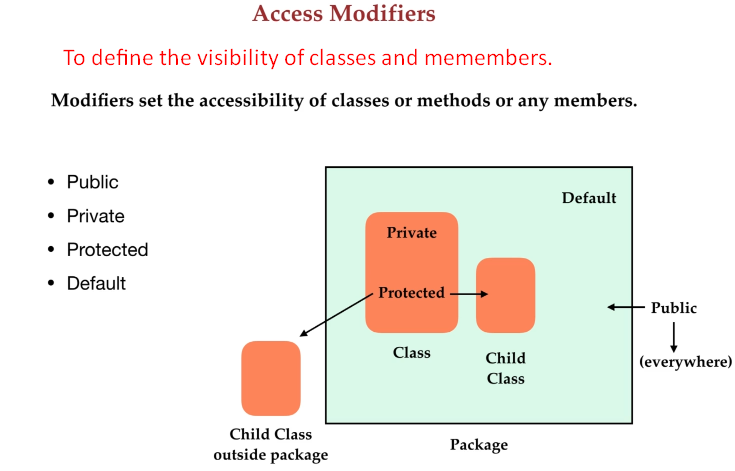 Access Modifiers
To define the visibility of classes and memembers.
Modifiers set the accessibility of classes or methods or any members.
• Public
• Private
• Protected
• Default
Default
Private
Protected
Class
Child
Class
Public
(everywhere)
Child Class
outside package
Package